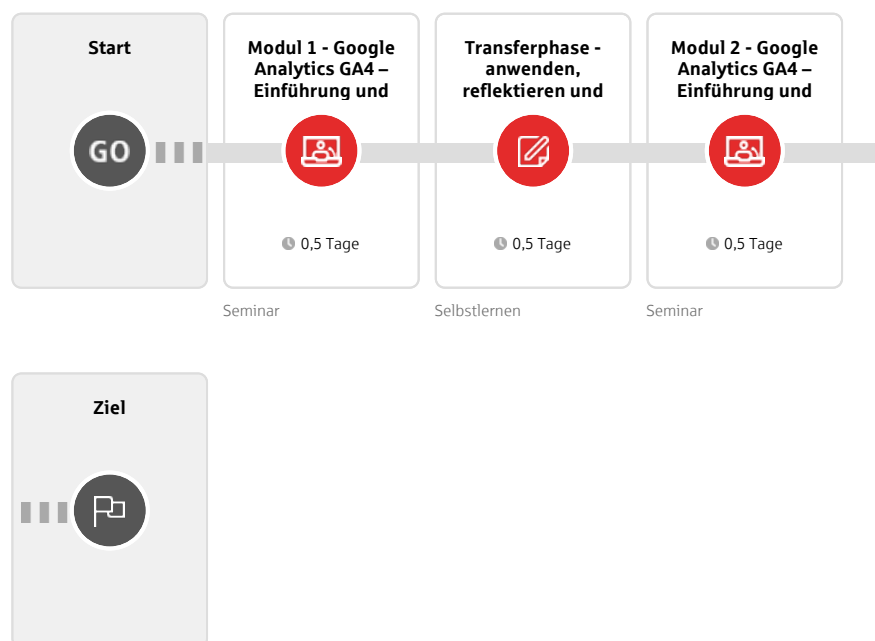 Start
Modul 1 - Google
Analytics GA4 –
Einführung und
Transferphase -
anwenden,
reflektieren und
Modul 2 - Google
Analytics GA4 –
Einführung und
GO
0,5 Tage
0,5 Tage
0,5 Tage
Seminar
Selbstlernen
Seminar
Ziel